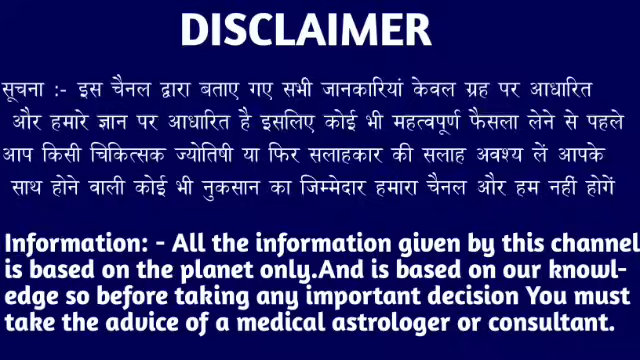 DISCLAIMER
सूचना :- इस चैनल द्वारा बताए गए सभी जानकारियां केवल ग्रह पर आधारित
और हमारे ज्ञान पर आधारित है इसलिए कोई भी महत्वपूर्ण फैसला लेने से पहले
आप किसी चिकित्सक ज्योतिषी या फिर सलाहकार की सलाह अवश्य लें आपके
साथ होने वाली कोई भी नुकसान का जिम्मेदार हमारा चैनल और हम नहीं होगें
Information: - All the information given by this channel
is based on the planet only.And is based on our knowl-
edge so before taking any important decision You must
take the advice of a medical astrologer or consultant.